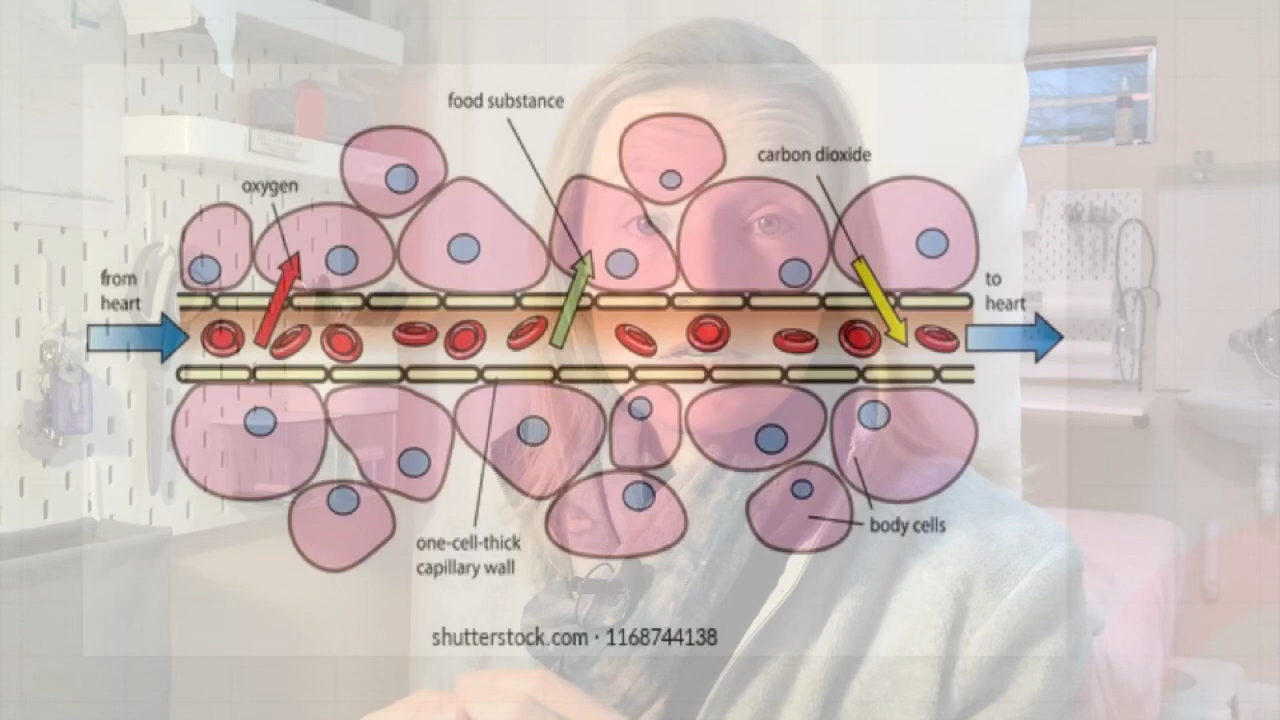 food substance
carbon dioxide
oxygen
from
heart
to
heart
one-cell-thick
capillary wall
body cells
shutterstock.com · 1168744138